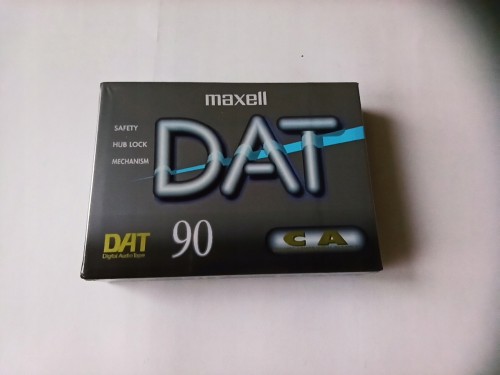 maxell
SAFETY
HUB LOCK
MECHANISM
DAT
DAT
Digital Audio Tape
90
CA